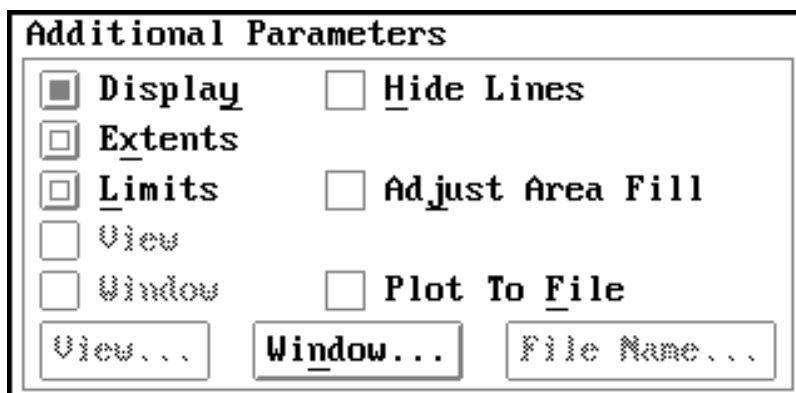 Additional Parameters
Display Hide Lines
Extents
Limits Adjust Area Fill
View
Window Plot To File
View... Window... File Name...